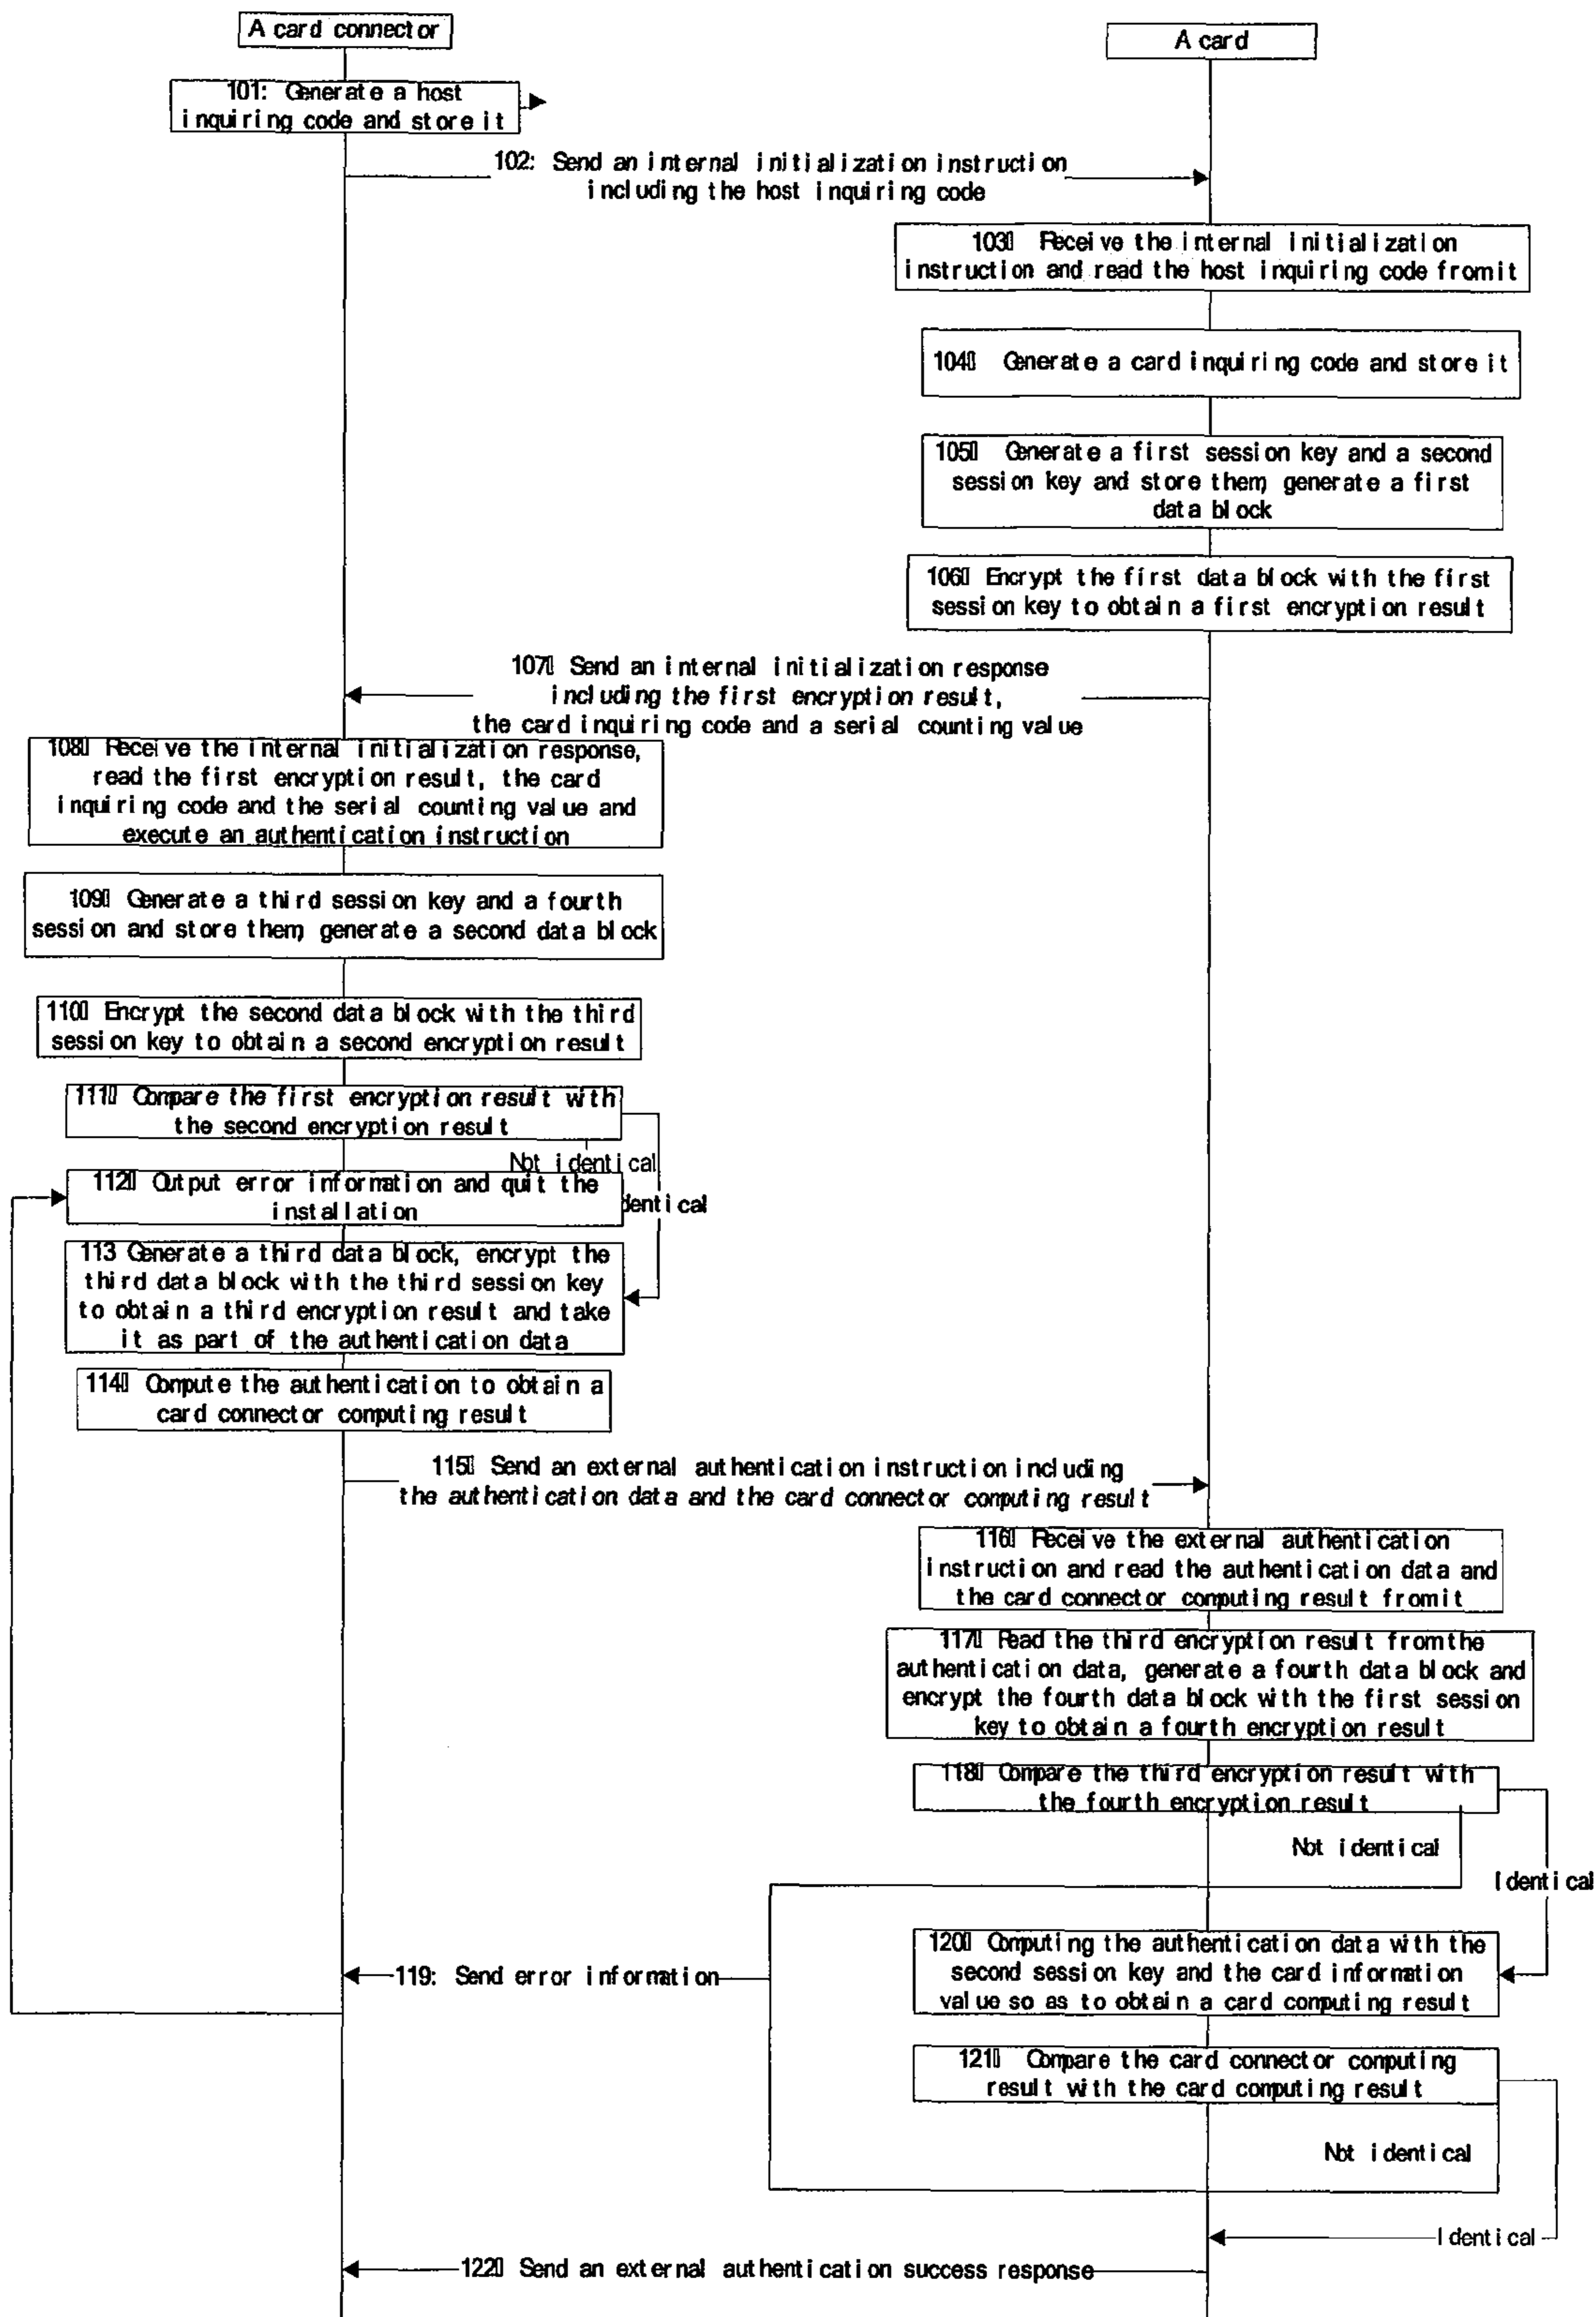 A card connector
A card
101: Generate a host
inquiring code and store it
102: Send an internal initialization instruction
including the host inquiring code
103▯ Receive the internal initialization
instruction and read the host inquiring code fromit
104▯ Generate a card inquiring code and store it
105▯ Generate a first session key and a second
session key and store them, generate a first
data block
106▯ Encrypt the first data block with the first
session key to obtain a first encryption result
107▯ Send an internal initialization response
including the first encryption result,
the card inquiring code and a serial counting value
108▯ Receive the internal initialization response,
read the first encryption result, the card
inquiring code and the serial counting value and
execute an authentication instruction
109▯ Generate a third session key and a fourth
session and store them, generate a second data block
110▯ Encrypt the second data block with the third
session key to obtain a second encryption result
111▯ Compare the first encryption result with
the second encryption result
Not identical
112▯ Output error information and quit the
installation
dentical
113 Generate a third data block, encrypt the
third data block with the third session key
to obtain a third encryption result and take
it as part of the authentication data
114▯ Compute the authentication to obtain a
card connector computing result
115▯ Send an external authentication instruction including
the authentication data and the card connector computing result
116▯ Receive the external authentication
instruction and read the authentication data and
the card connector computing result fromit
117▯ Read the third encryption result fromthe
authentication data, generate a fourth data block and
encrypt the fourth data block with the first session
key to obtain a fourth encryption result
118▯ Compare the third encryption result with
the fourth encryption result
Not identical
Identical
119: Send error information
120▯ Computing the authentication data with the
second session key and the card information
value so as to obtain a card computing result
121▯ Compare the card connector computing
result with the card computing result
Not identical
Identical
122▯ Send an external authentication success response